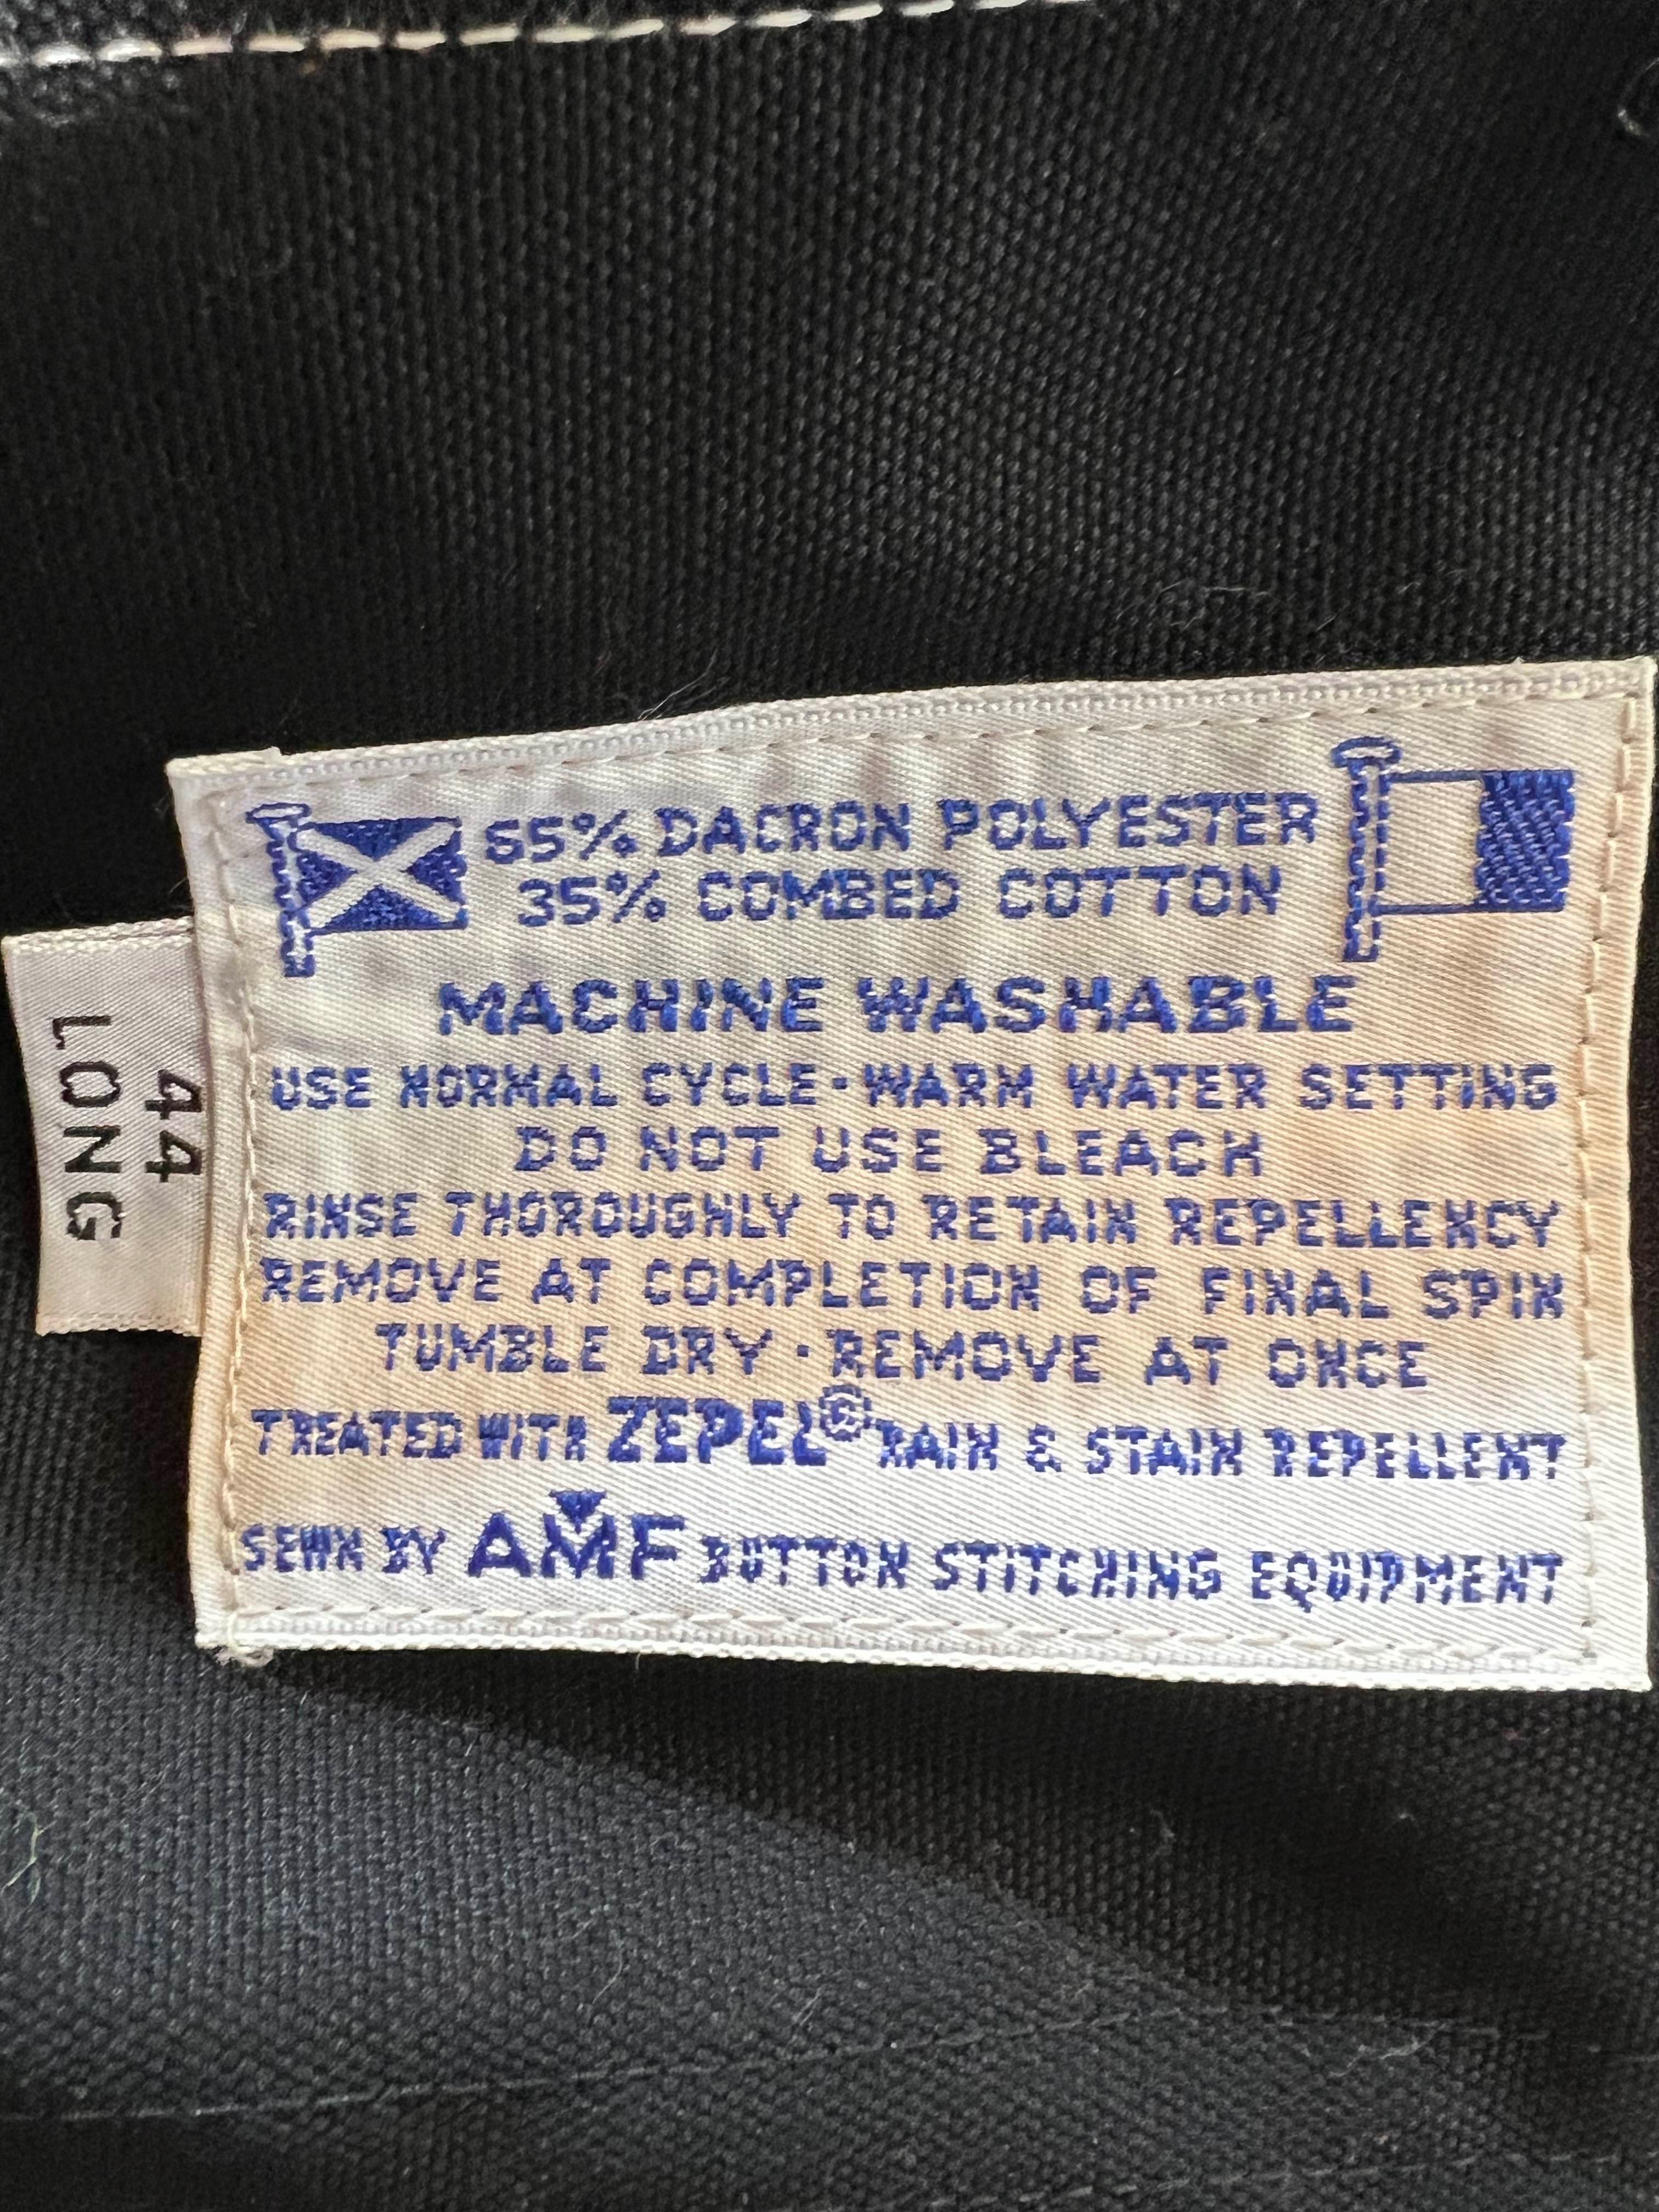 65% DACRON POLYESTER
35% COMBED COTTON
MACHINE WASHABLE
USE NORMAL CYCLE·WARM WATER SETTING
DO NOT USE BLEACH
RINSE THOROUGHLY TO RETAIN REPELLENCY
REMOVE AT COMPLETION OF FINAL SPIN
TUMBLE DRY·REMOVE AT ONCE
TREATED WITH ZEPEL® RAIN & STAIN REPELLENT
SEWN BY AMF BUTTON STITCHING EQUIPMENT
44
LONG